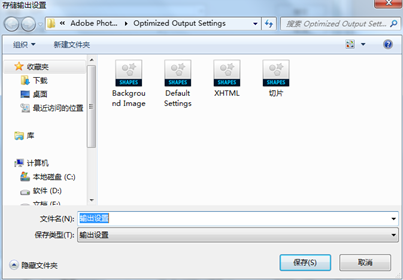 存储输出设置
« Adobe Phot... ▸ Optimized Output Settings
搜索 Optimized Output Sett...
组织 新建文件夹
收藏夹
下载
桌面
最近访问的位置
库
计算机
本地磁盘 (C:)
软件 (D:)
文档 (E:)
SHAPES SHAPES SHAPES SHAPES
Background Image
Default Settings
XHTML
切片
文件名(N): 输出设置
保存类型(T): 输出设置
隐藏文件夹
保存(S) 取消